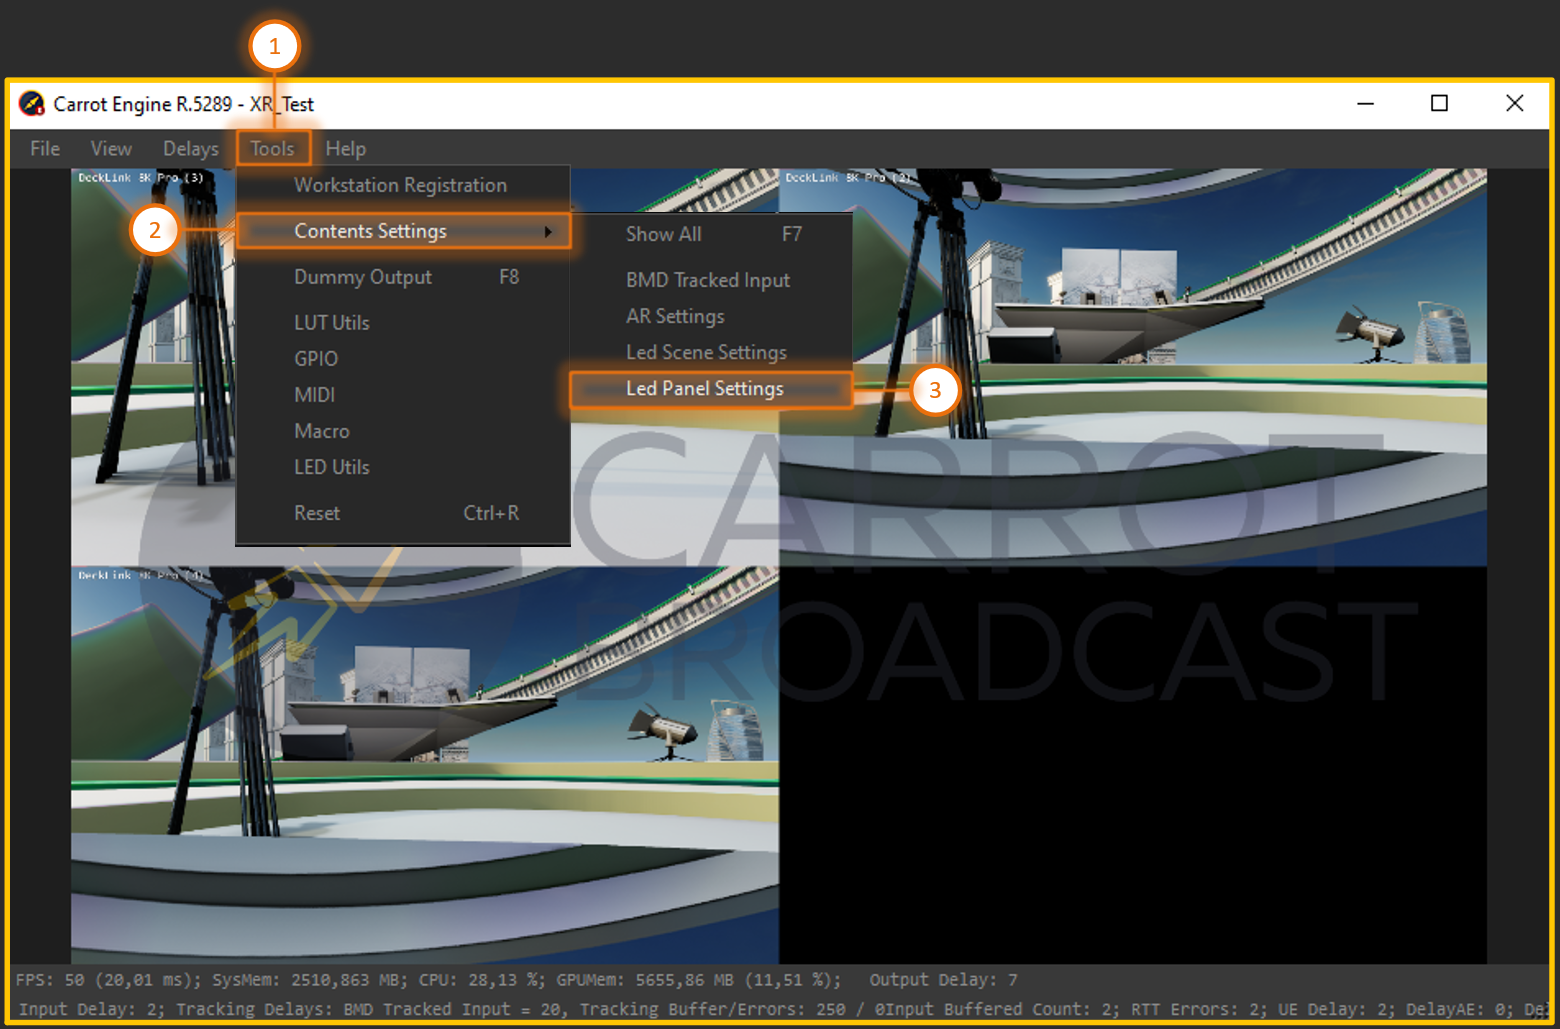 1
Carrot Engine R.5289 - XR_Test
File View Delays Tools Help
DeckLink 8K Pro (3)
DeckLink 8K Pro (2)
Workstation Registration
2
Contents Settings
Dummy Output F8
LUT Utils
GPIO
MIDI
Macro
LED Utils
Reset Ctrl+R
Show All F7
BMD Tracked Input
AR Settings
Led Scene Settings
Led Panel Settings
3
CARROT
BROADCAST
DeckLink 8K Pro (4)
FPS: 50 (20,01 ms); SysMem: 2510,863 MB; CPU: 28,13 %; GPUMem: 5655,86 MB (11,51 %); Output Delay: 7
Input Delay: 2; Tracking Delays: BMD Tracked Input = 20, Tracking Buffer/Errors: 250 / 0Input Buffered Count: 2; RTT Errors: 2; UE Delay: 2; DelayAE: 0;